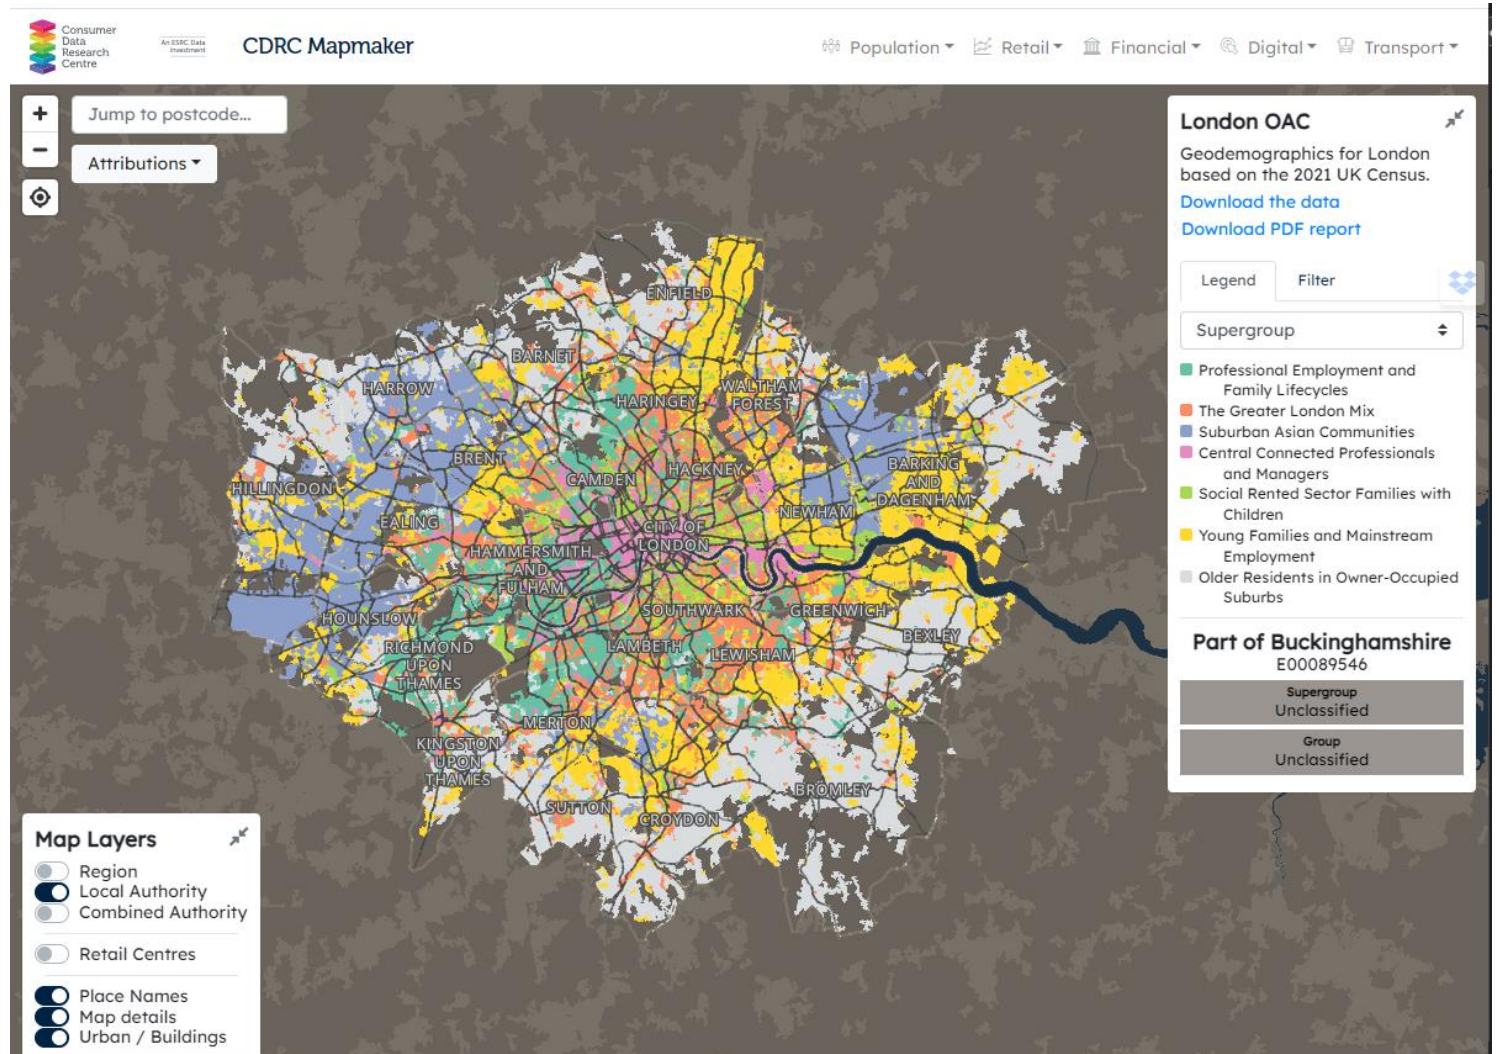 Consumer
Data
Research
Centre
An ESRC Data
Investment
CDRC Mapmaker
Population
Retail
Financial
Digital
Transport
+
Jump to postcode...
−
Attributions
London OAC
Geodemographics for London
based on the 2021 UK Census.
Download the data
Download PDF report
Legend
Filter
Supergroup
Professional Employment and
Family Lifecycles
The Greater London Mix
Suburban Asian Communities
Central Connected Professionals
and Managers
Social Rented Sector Families with
Children
Young Families and Mainstream
Employment
Older Residents in Owner-Occupied
Suburbs
Part of Buckinghamshire
E00089546
Supergroup
Unclassified
Group
Unclassified
ENFIELD
BARNET
HARROW
HARINGEY
WALTHAM
FOREST
BRENT
CAMDEN
HACKNEY
BARKING
AND
DAGENHAM
HILLINGDON
EALING
NEWHAM
CITY OF
LONDON
HAMMERSMITH
AND
FULHAM
HOUNSLOW
SOUTHWARK
GREENWICH
BEXLEY
RICHMOND
UPON
THAMES
LAMBETH
LEWISHAM
MERTON
KINGSTON
UPON
THAMES
SUTTON
CROYDON
BROMLEY
Map Layers
Region
Local Authority
Combined Authority
Retail Centres
Place Names
Map details
Urban / Buildings